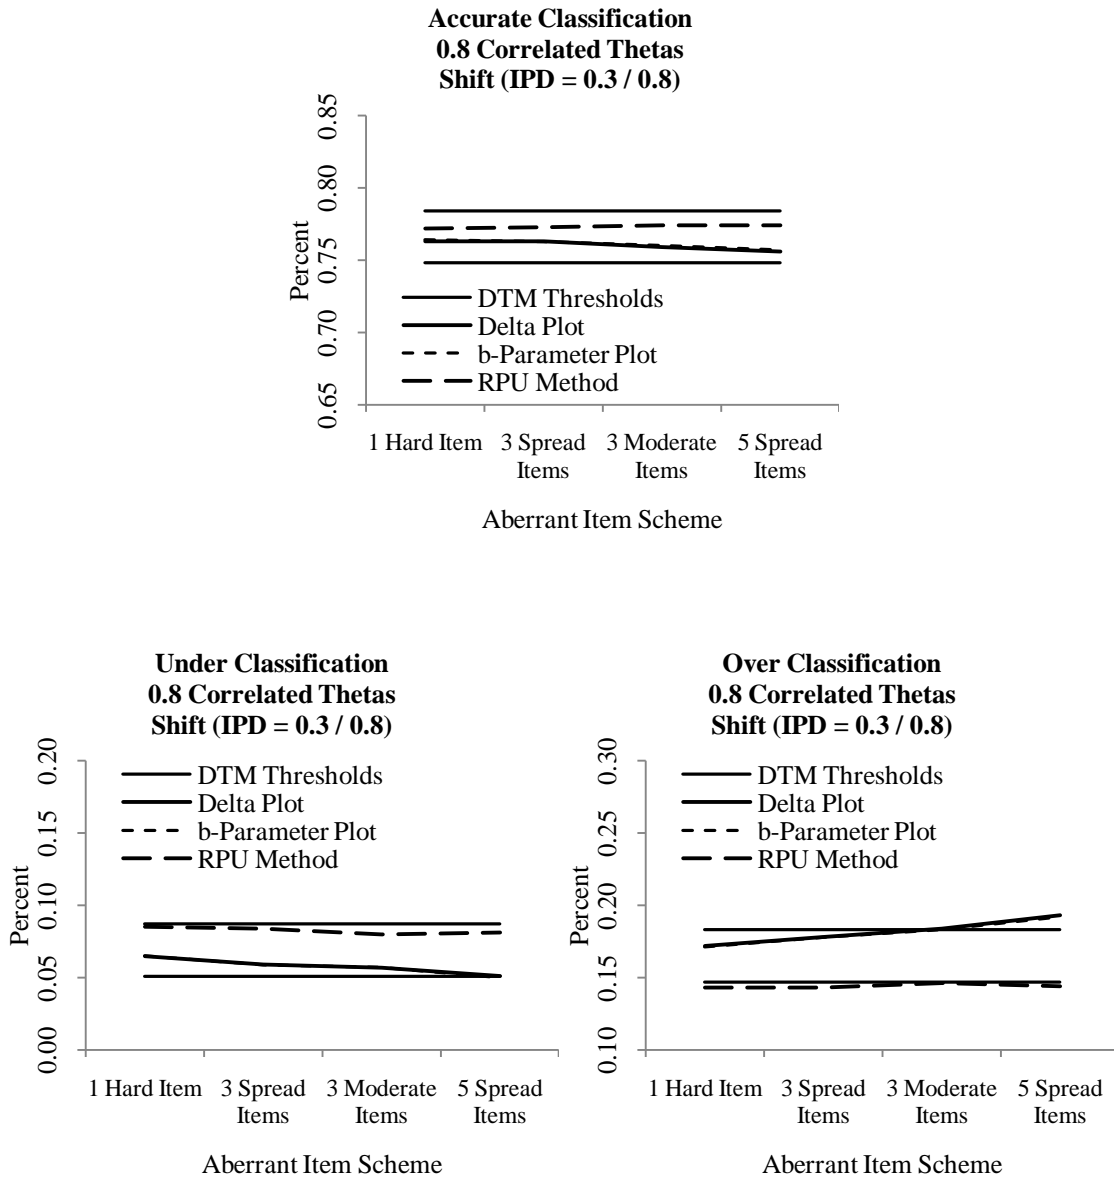 Accurate Classification
0.8 Correlated Thetas
Shift (IPD = 0.3 / 0.8)
0.85
0.80
0.75
0.70
0.65
Percent
DTM Thresholds
Delta Plot
b-Parameter Plot
RPU Method
1 Hard Item
3 Spread Items
3 Moderate Items
5 Spread Items
Aberrant Item Scheme
Under Classification
0.8 Correlated Thetas
Shift (IPD = 0.3 / 0.8)
0.20
0.15
0.10
0.05
0.00
Percent
DTM Thresholds
Delta Plot
b-Parameter Plot
RPU Method
1 Hard Item
3 Spread Items
3 Moderate Items
5 Spread Items
Aberrant Item Scheme
Over Classification
0.8 Correlated Thetas
Shift (IPD = 0.3 / 0.8)
0.30
0.25
0.20
0.15
0.10
Percent
DTM Thresholds
Delta Plot
b-Parameter Plot
RPU Method
1 Hard Item
3 Spread Items
3 Moderate Items
5 Spread Items
Aberrant Item Scheme